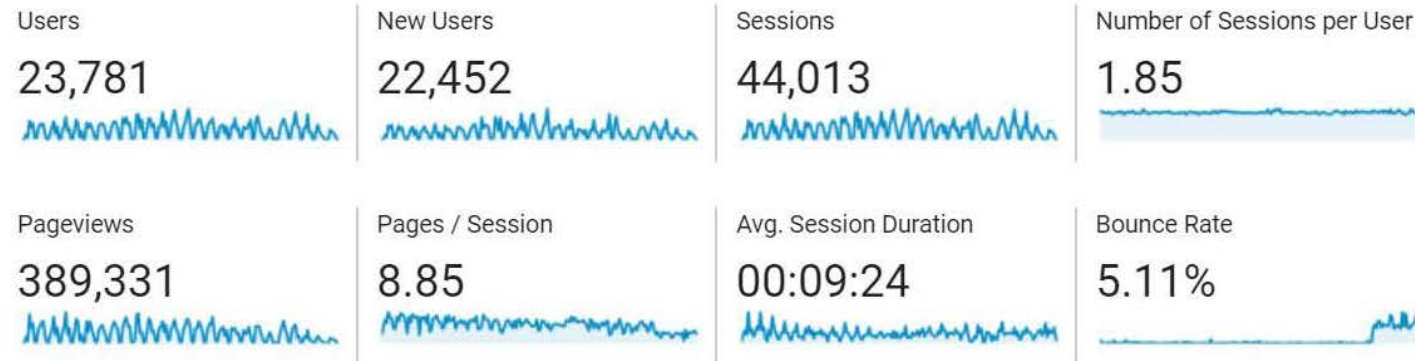 Users
23,781
New Users
22,452
Sessions
44,013
Number of Sessions per User
1.85
Pageviews
389,331
Pages / Session
8.85
Avg. Session Duration
00:09:24
Bounce Rate
5.11%